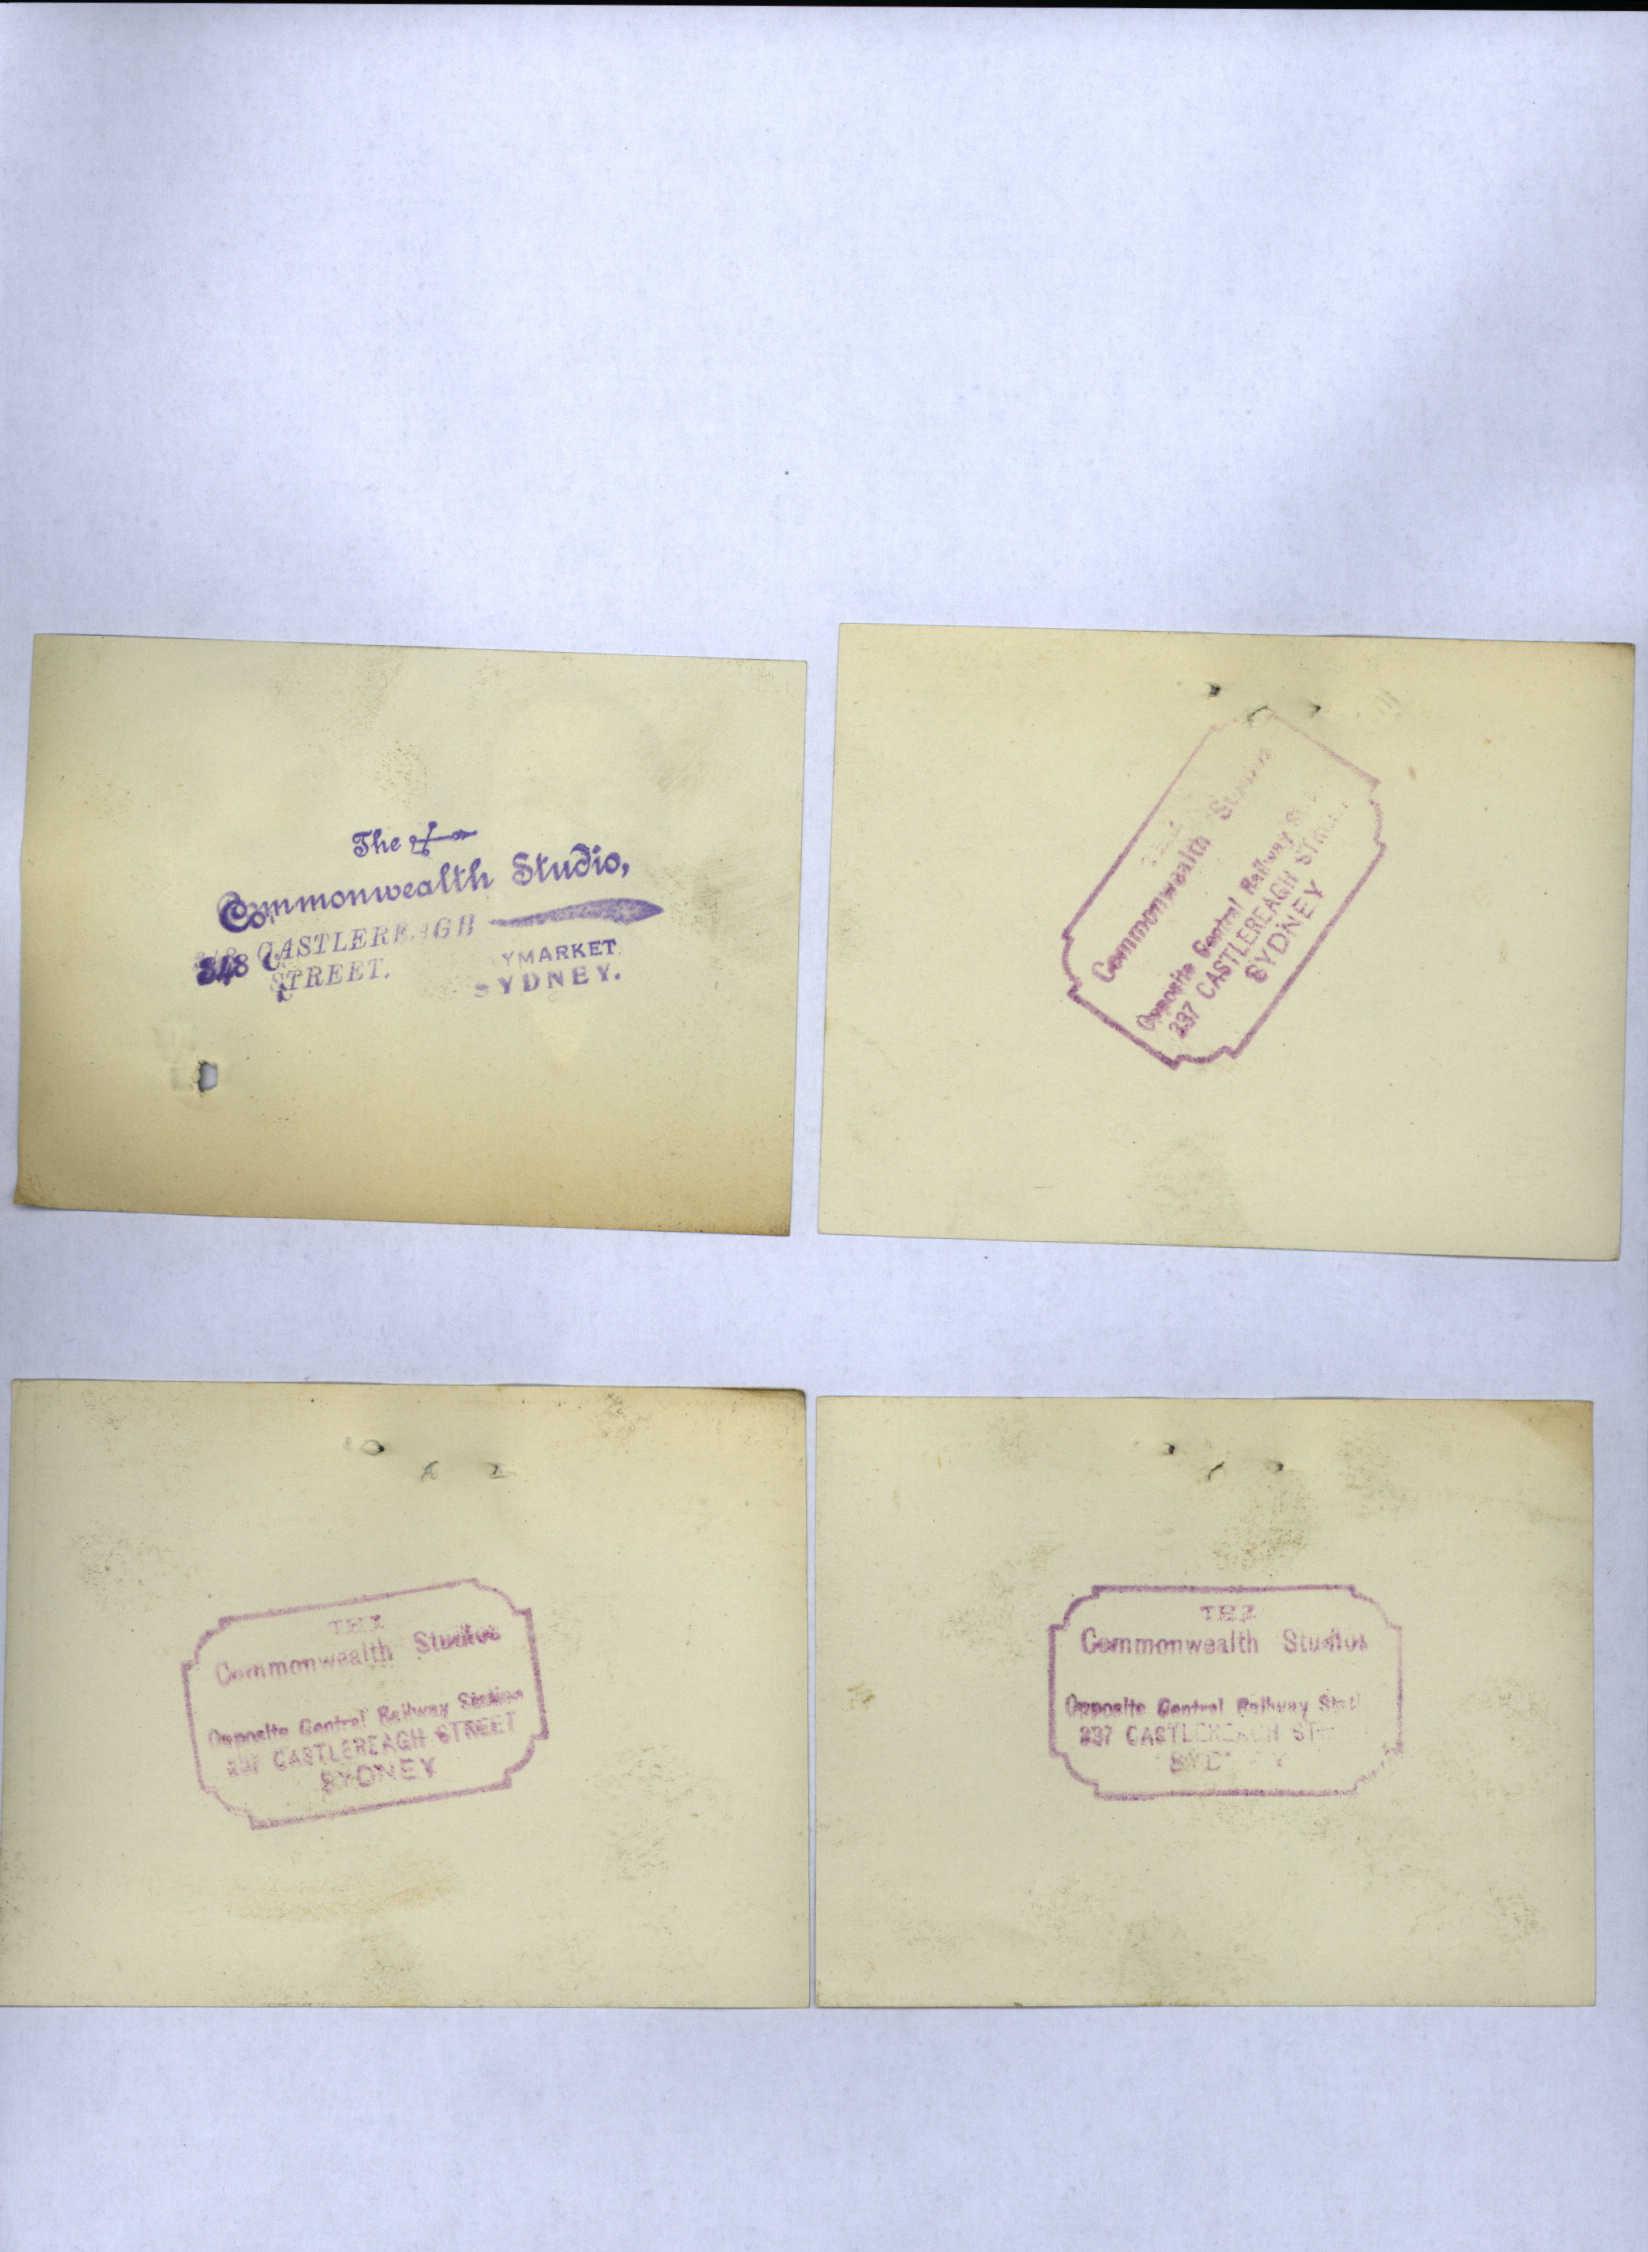 The
Commonwealth Studio,
348 CASTLEREAGH
STREET.
YMARKET
SYDNEY.
Commonwealth
Opposite Central Railway
237 CASTLEREAGH
SYDNEY
THE
Commonwealth Studios
Opposite Central Railway Station
237 CASTLEREAGH STREET
SYDNEY
THE
Commonwealth Studios
Opposite Central Railway
237 CASTLEREAGH